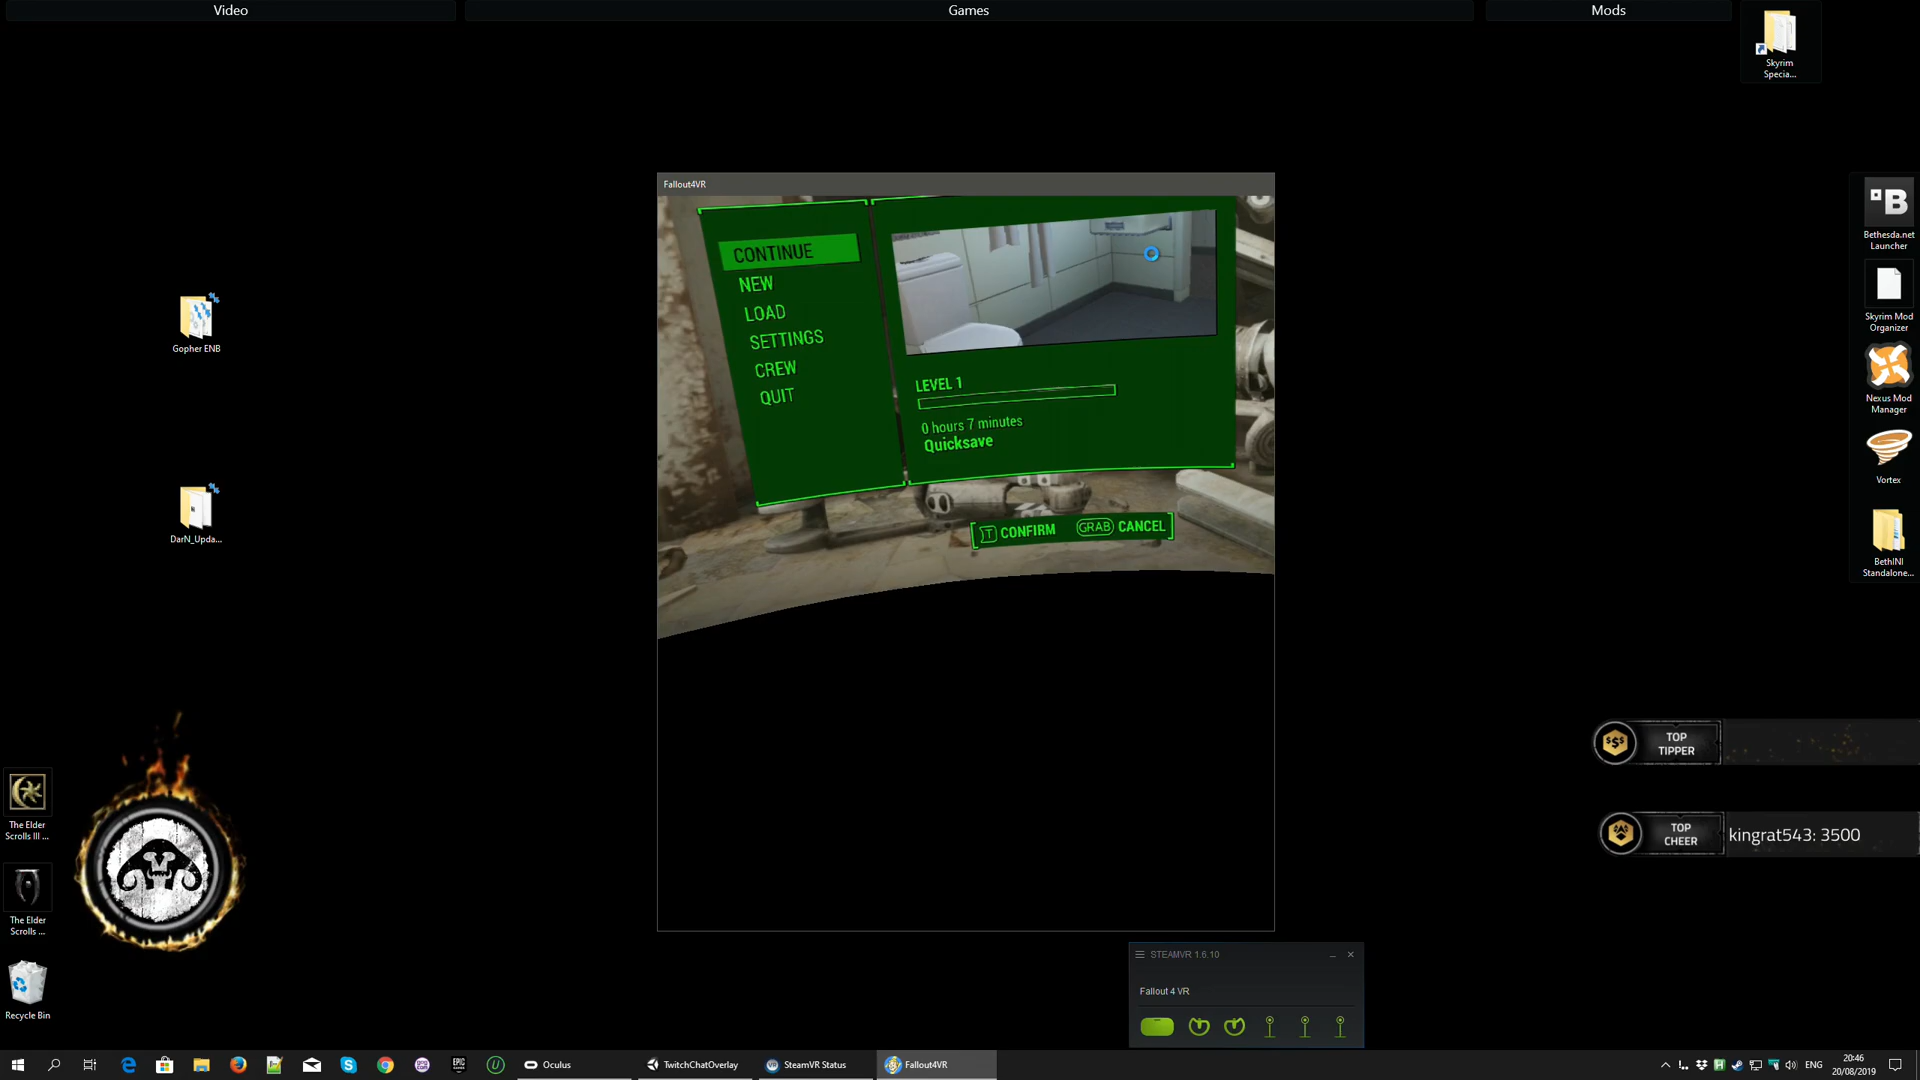 Video
Games
Mods
Skyrim
Specia...
Fallout4VR
CONTINUE
NEW
LOAD
SETTINGS
CREW
QUIT
LEVEL 1
0 hours 7 minutes
Quicksave
T CONFIRM GRAB CANCEL
Gopher ENB
DarN_Upda...
B
Bethesda.net
Launcher
Skyrim Mod
Organizer
Nexus Mod
Manager
Vortex
BethINI
Standalone...
TOP
TIPPER
TOP
CHEER
kingrat543: 3500
The Elder
Scrolls III ...
The Elder
Scrolls ...
Recycle Bin
STEAMVR 1.6.10
Fallout 4 VR
Oculus
TwitchChatOverlay
SteamVR Status
Fallout4VR
ENG
20:46
20/08/2019